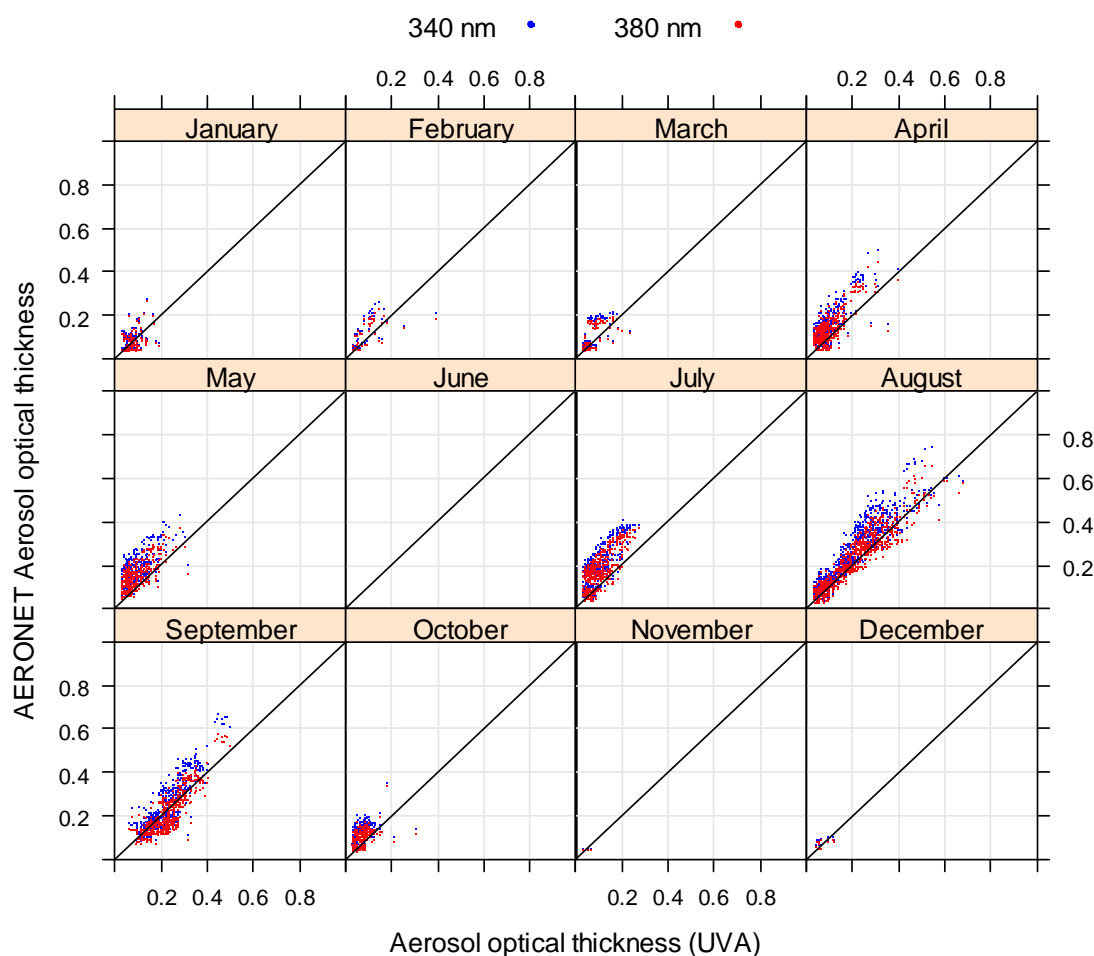 340 nm 380 nm
0.2 0.4 0.6 0.8 0.2 0.4 0.6 0.8
January February March April
0.8
0.6
0.4
0.2
AERONET Aerosol optical thickness
May June July August
0.8
0.6
0.4
0.2
September October November December
0.8
0.6
0.4
0.2
0.2 0.4 0.6 0.8 0.2 0.4 0.6 0.8
Aerosol optical thickness (UVA)